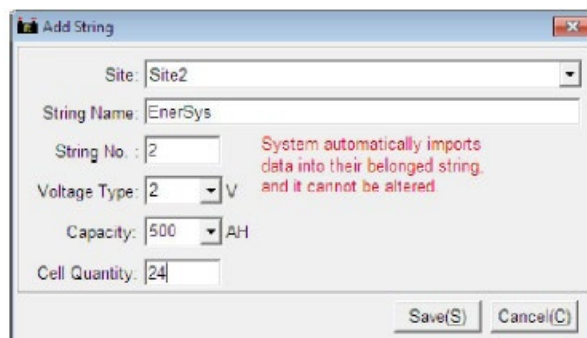 Add String
Site: Site2
String Name: EnerSys
String No. : 2
System automatically imports
data into their belonged string,
and it cannot be altered.
Voltage Type: 2 V
Capacity: 500 AH
Cell Quantity: 24
Save(S) Cancel(C)